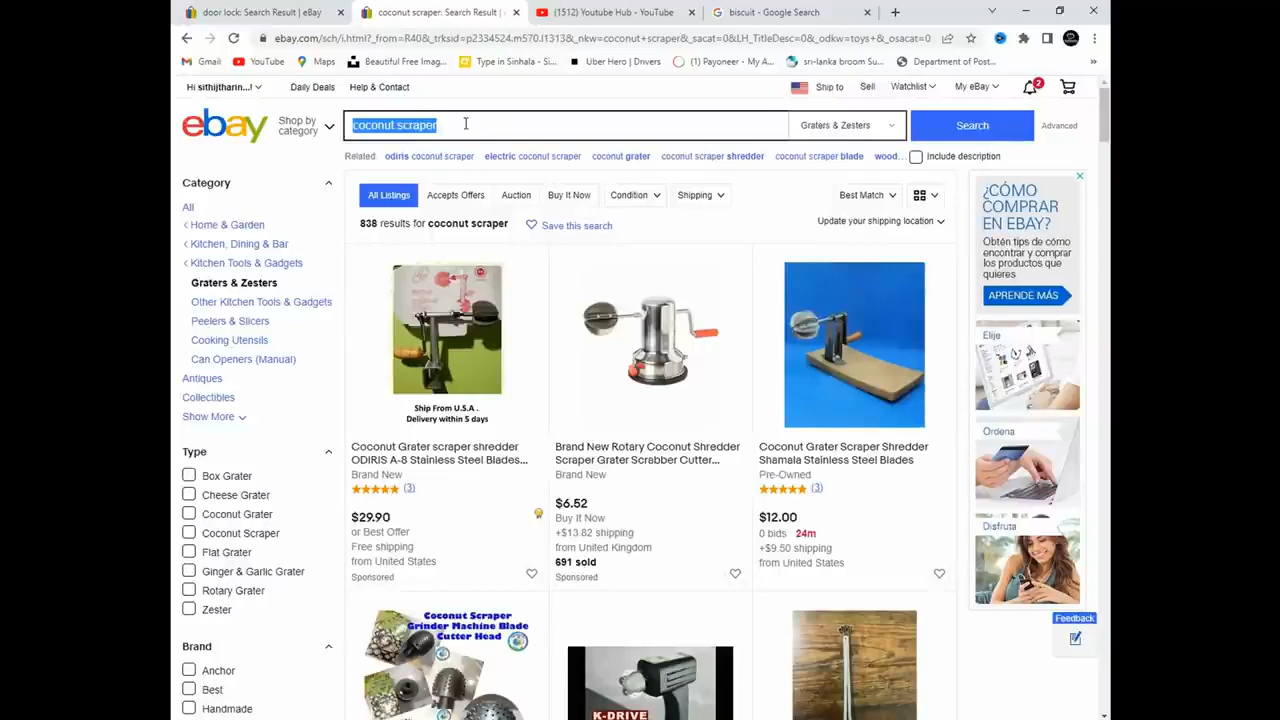 door lock: Search Result | eBay
coconut scraper: Search Result |
(1512) Youtube Hub - YouTube
biscuit - Google Search
ebay.com/sch/i.html?_from=R40&_trksid=p2334524.m570.l1313&_nkw=coconut+scraper&_sacat=0&LH_TitleDesc=0&_odkw=toys+&_osacat=0
Gmail
YouTube
Maps
Beautiful Free Imag...
Type in Sinhala - Si...
Uber Hero | Drivers
( 1) Payoneer - My A...
sri-lanka broom Su...
Department of Post...
Hi sithijtharin...!
Daily Deals
Help & Contact
Ship to
Sell
Watchlist
My eBay
2
ebay
Shop by
category
coconut scraper
Graters & Zesters
Search
Advanced
Related:
odiris coconut scraper
electric coconut scraper
coconut grater
coconut scraper shredder
coconut scraper blade
wood...
Include description
Category
All
Home & Garden
Kitchen, Dining & Bar
Kitchen Tools & Gadgets
Graters & Zesters
Other Kitchen Tools & Gadgets
Peelers & Slicers
Cooking Utensils
Can Openers (Manual)
Antiques
Collectibles
Show More
Type
Box Grater
Cheese Grater
Coconut Grater
Coconut Scraper
Flat Grater
Ginger & Garlic Grater
Rotary Grater
Zester
Brand
Anchor
Best
Handmade
All Listings
Accepts Offers
Auction
Buy It Now
Condition
Shipping
Best Match
838 results for coconut scraper
Save this search
Update your shipping location
Ship From U.S.A .
Delivery within 5 days
Coconut Grater scraper shredder
ODIRIS A-8 Stainless Steel Blades...
Brand New
(3)
$29.90
or Best Offer
Free shipping
from United States
Sponsored
Brand New Rotary Coconut Shredder
Scraper Grater Scrabber Cutter...
Brand New
$6.52
Buy It Now
+$13.82 shipping
from United Kingdom
691 sold
Sponsored
Coconut Grater Scraper Shredder
Shamala Stainless Steel Blades
Pre-Owned
(3)
$12.00
0 bids 24m
+$9.50 shipping
from United States
Coconut Scraper
Grinder Machine Blade
Cutter Head
K-DRIVE
¿CÓMO
COMPRAR
EN EBAY?
Obtén tips de cómo
encontrar y comprar
los productos que
quieres
APRENDE MÁS
Elije
Ordena
Disfruta
Feedback